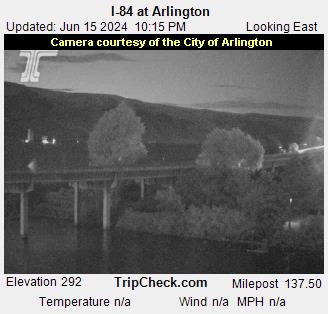 I-84 at Arlington
Updated: Jun 15 2024 10:15 PM Looking East
Camera courtesy of the City of Arlington
Elevation 292 TripCheck.com Milepost 137.50
Temperature n/a Wind n/a MPH n/a